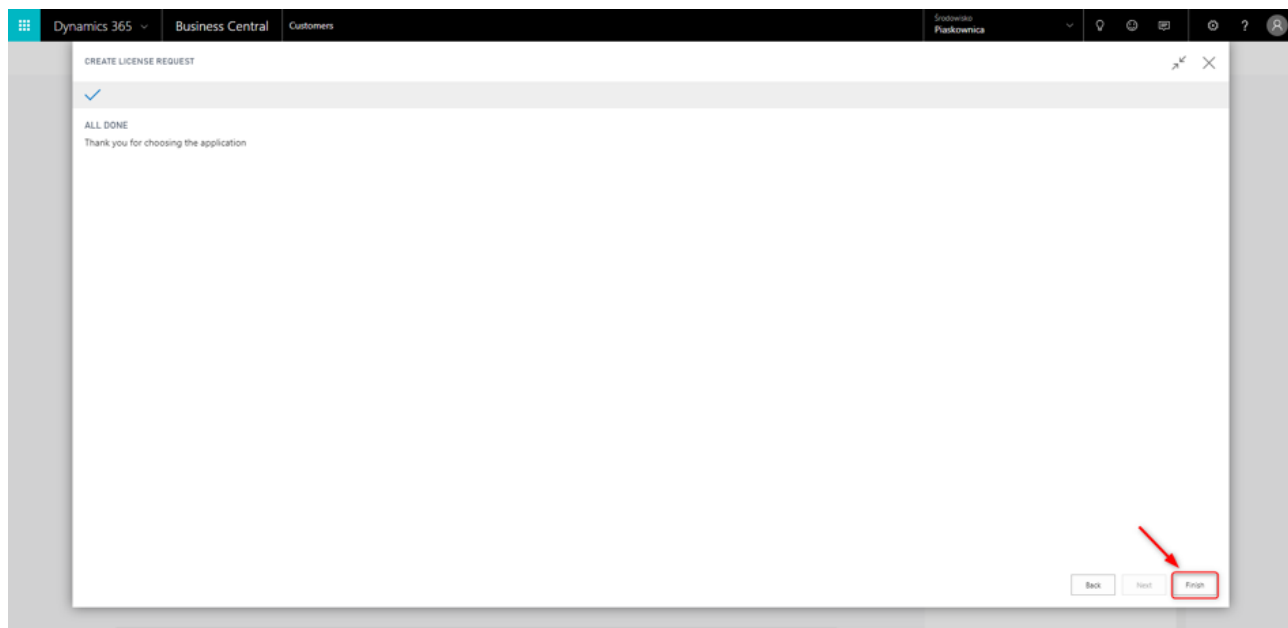 Dynamics 365 Business Central Customers
Środowisko
Piaskownica
?
CREATE LICENSE REQUEST
ALL DONE
Thank you for choosing the application
Back Next Finish